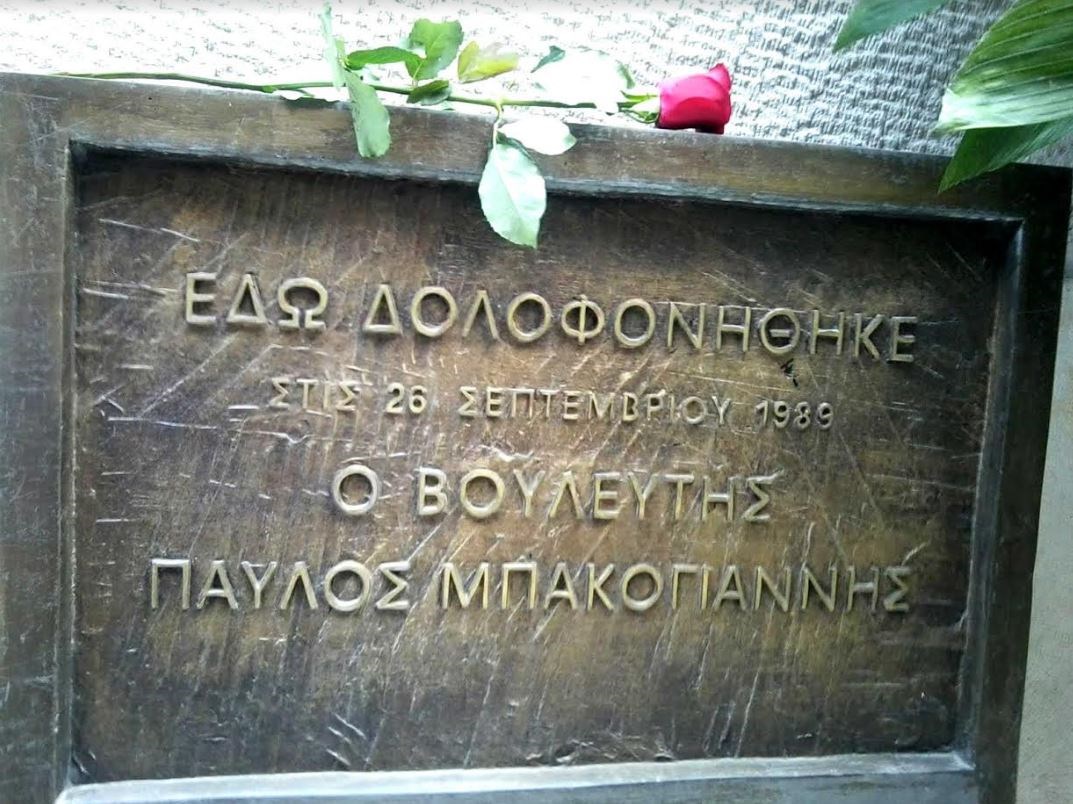 ΕΔΩ ΔΟΛΟΦΟΝΗΘΗΚΕ
ΣΤΙΣ 26 ΣΕΠΤΕΜΒΡΙΟΥ 1989
Ο ΒΟΥΛΕΥΤΗΣ
ΠΑΥΛΟΣ ΜΠΑΚΟΓΙΑΝΝΗΣ